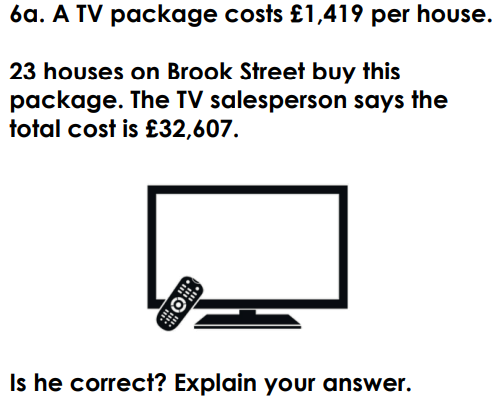 6a. A TV package costs £1,419 per house.
23 houses on Brook Street buy this
package. The TV salesperson says the
total cost is £32,607.
Is he correct? Explain your answer.